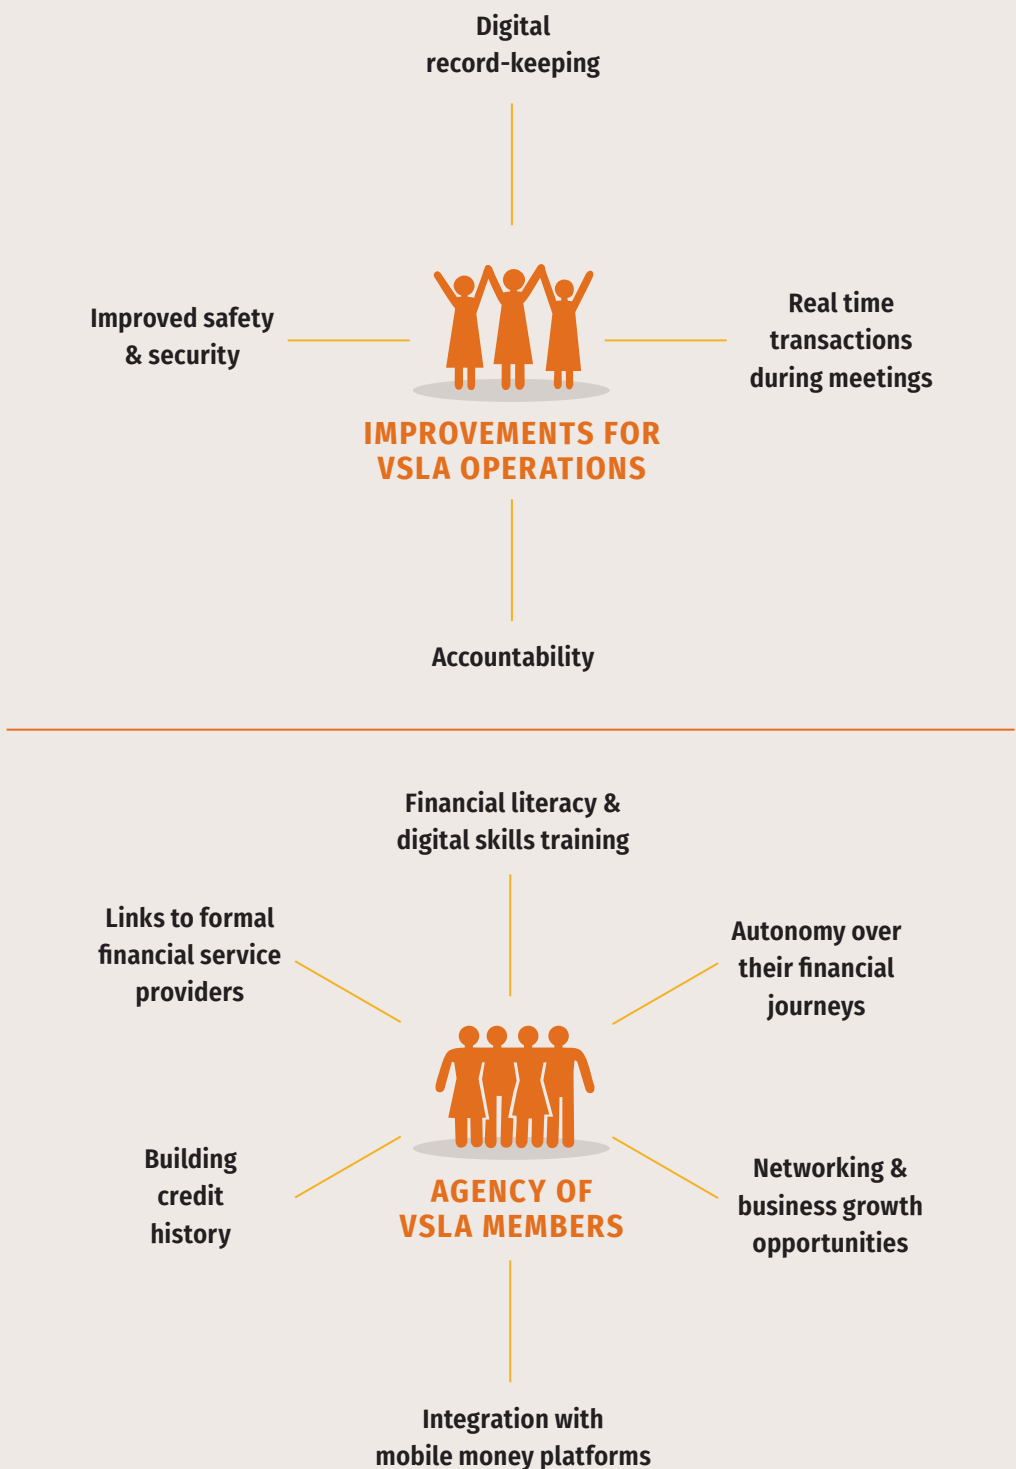 Digital
record-keeping
Improved safety
& security
Real time
transactions
during meetings
IMPROVEMENTS FOR
VSLA OPERATIONS
Accountability
Financial literacy &
digital skills training
Links to formal
financial service
providers
Autonomy over
their financial
journeys
Building
credit
history
AGENCY OF
VSLA MEMBERS
Networking &
business growth
opportunities
Integration with
mobile money platforms